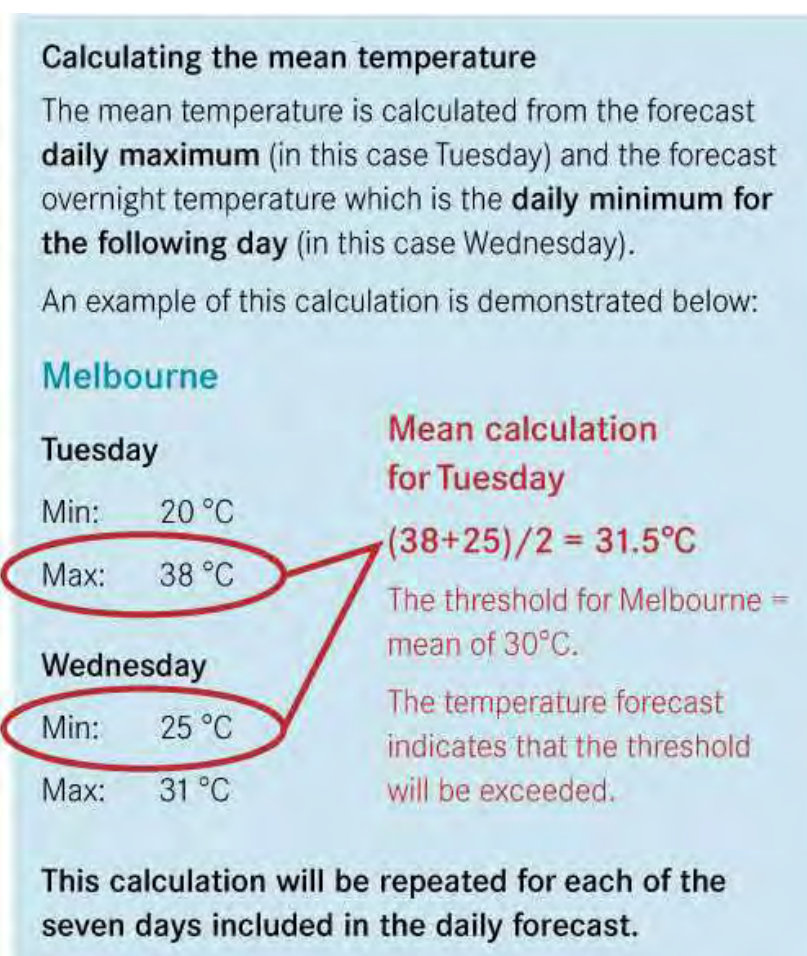 Calculating the mean temperature
The mean temperature is calculated from the forecast
daily maximum (in this case Tuesday) and the forecast
overnight temperature which is the daily minimum for
the following day (in this case Wednesday).
An example of this calculation is demonstrated below:
Melbourne
Tuesday
Min: 20 °C
Max: 38 °C
Wednesday
Min: 25 °C
Max: 31 °C
Mean calculation
for Tuesday
(38+25)/2 = 31.5°C
The threshold for Melbourne =
mean of 30°C.
The temperature forecast
indicates that the threshold
will be exceeded.
This calculation will be repeated for each of the
seven days included in the daily forecast.